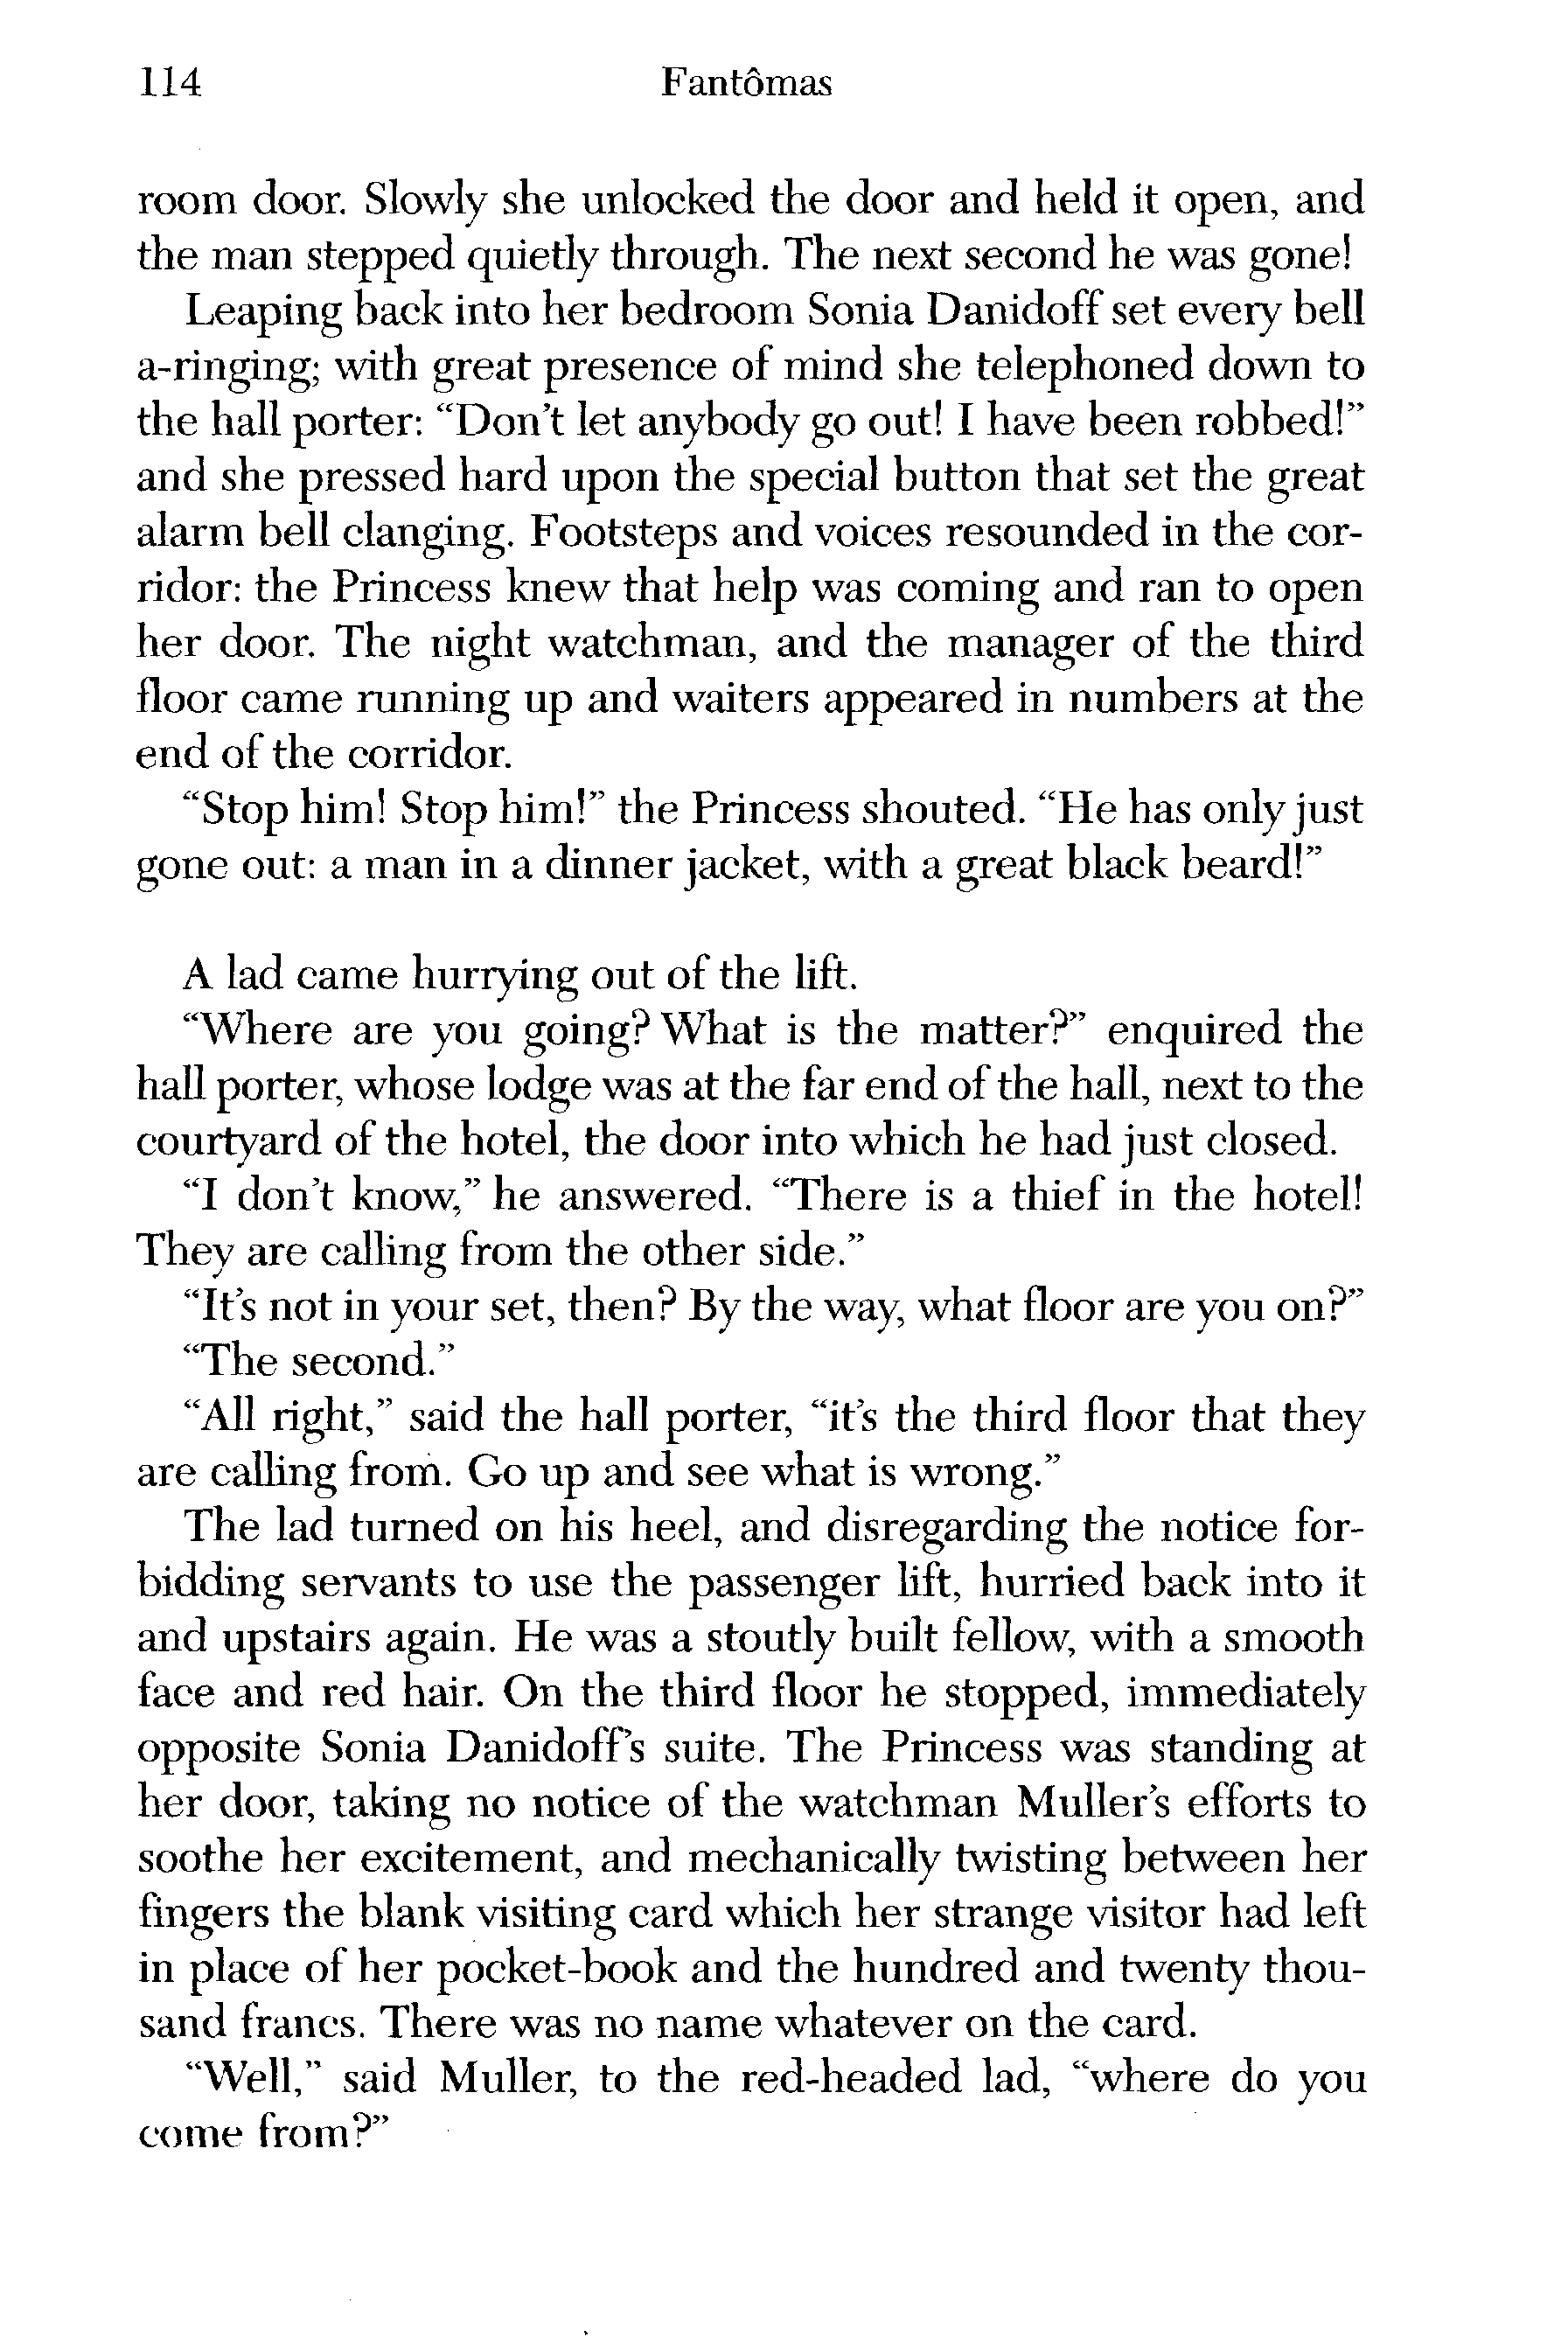 114 Fantômas
room door. Slowly she unlocked the door and held it open, and
the man stepped quietly through. The next second he was gone!
Leaping back into her bedroom Sonia Danidoff set every bell
a-ringing; with great presence of mind she telephoned down to
the hall porter: “Don’t let anybody go out! I have been robbed!”
and she pressed hard upon the special button that set the great
alarm bell clanging. Footsteps and voices resounded in the cor-
ridor: the Princess knew that help was coming and ran to open
her door. The night watchman, and the manager of the third
floor came running up and waiters appeared in numbers at the
end of the corridor.
“Stop him! Stop him!” the Princess shouted. “He has only just
gone out: a man in a dinner jacket, with a great black beard!”
A lad came hurrying out of the lift.
“Where are you going? What is the matter?” enquired the
hall porter, whose lodge was at the far end of the hall, next to the
courtyard of the hotel, the door into which he had just closed.
“I don’t know,” he answered. “There is a thief in the hotel!
They are calling from the other side.”
“It’s not in your set, then? By the way, what floor are you on?”
“The second.”
“All right,” said the hall porter, “it’s the third floor that they
are calling from. Go up and see what is wrong.”
The lad turned on his heel, and disregarding the notice for-
bidding servants to use the passenger lift, hurried back into it
and upstairs again. He was a stoutly built fellow, with a smooth
face and red hair. On the third floor he stopped, immediately
opposite Sonia Danidoff’s suite. The Princess was standing at
her door, taking no notice of the watchman Muller’s efforts to
soothe her excitement, and mechanically twisting between her
fingers the blank visiting card which her strange visitor had left
in place of her pocket-book and the hundred and twenty thou-
sand francs. There was no name whatever on the card.
“Well,” said Muller, to the red-headed lad, “where do you
come from?”